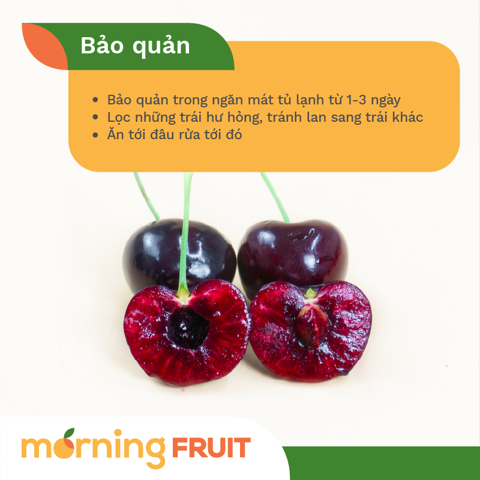 Bảo quản
Bảo quản trong ngăn mát tủ lạnh từ 1-3 ngày
Lọc những trái hư hỏng, tránh lan sang trái khác
Ăn tới đâu rửa tới đó
morning FRUIT